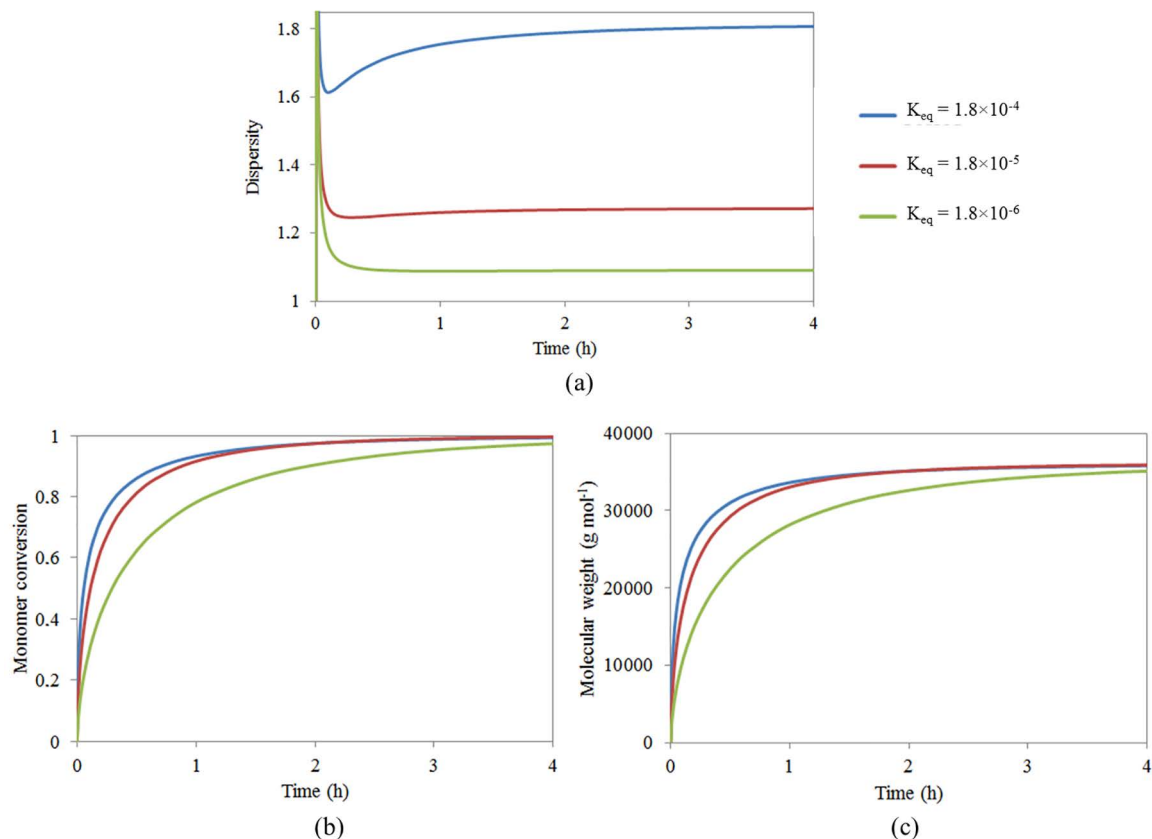 1.8
1.6
1.4
1.2
1
Dispersity
0
1
2
3
4
Time (h)
(a)
K_eq = 1.8×10^-4
K_eq = 1.8×10^-5
K_eq = 1.8×10^-6
1
0.8
0.6
0.4
0.2
0
Monomer conversion
0
1
2
3
4
Time (h)
(b)
40000
30000
20000
10000
0
Molecular weight (g mol^-1)
0
1
2
3
4
Time (h)
(c)